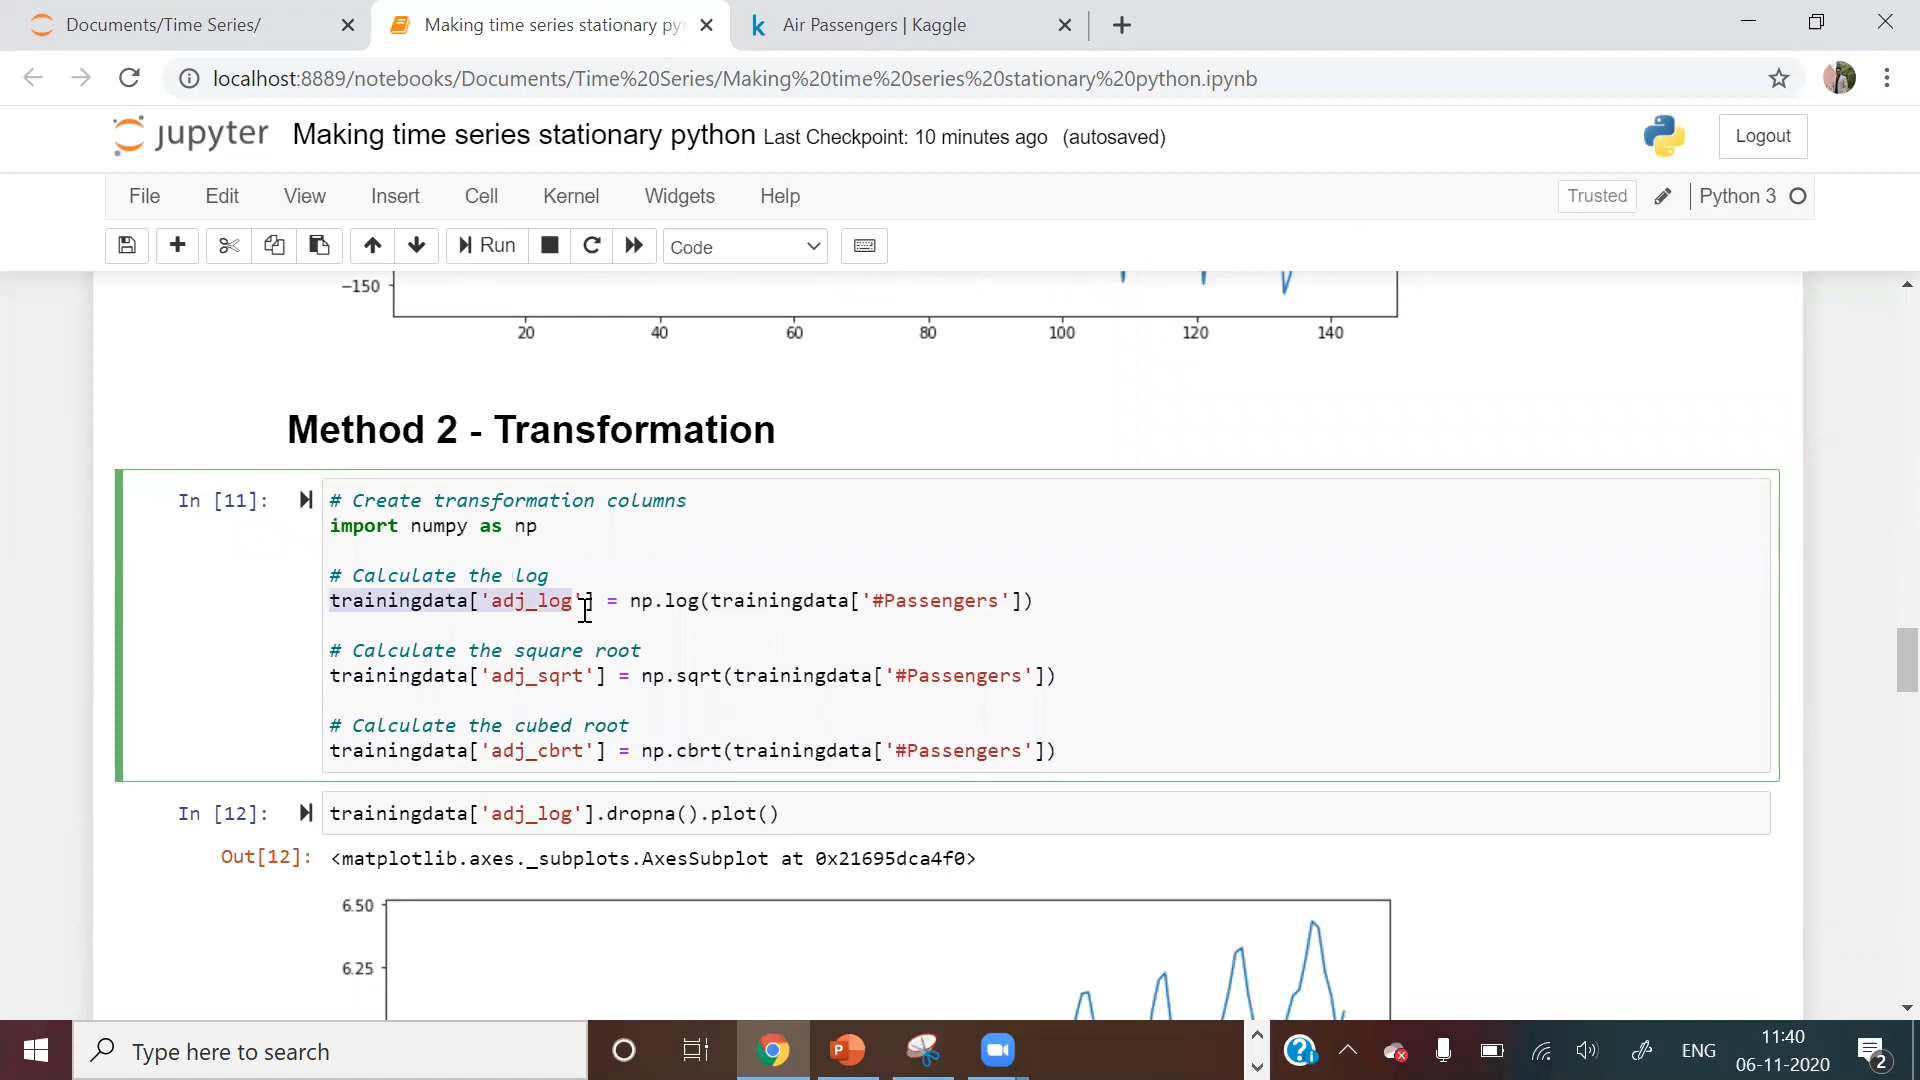 Documents/Time Series/
Making time series stationary py
k Air Passengers | Kaggle
localhost:8889/notebooks/Documents/Time%20Series/Making%20time%20series%20stationary%20python.ipynb
jupyter Making time series stationary python Last Checkpoint: 10 minutes ago (autosaved)
Logout
File Edit View Insert Cell Kernel Widgets Help
Trusted Python 3
Run Code
−150
20 40 60 80 100 120 140
Method 2 - Transformation
In [11]: # Create transformation columns
import numpy as np
# Calculate the log
trainingdata['adj_log'] = np.log(trainingdata['#Passengers'])
# Calculate the square root
trainingdata['adj_sqrt'] = np.sqrt(trainingdata['#Passengers'])
# Calculate the cubed root
trainingdata['adj_cbrt'] = np.cbrt(trainingdata['#Passengers'])
In [12]: trainingdata['adj_log'].dropna().plot()
Out[12]: <matplotlib.axes._subplots.AxesSubplot at 0x21695dca4f0>
6.50
6.25
Type here to search
P
ENG
11:40
06-11-2020
2